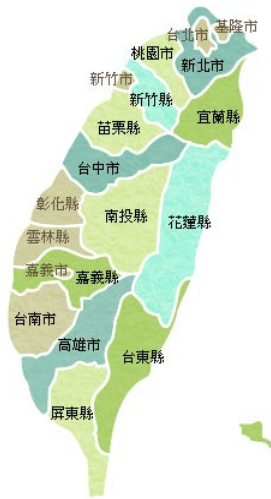 基隆市
台北市
桃園市
新北市
新竹市
新竹縣
宜蘭縣
苗栗縣
台中市
彰化縣
南投縣
花蓮縣
雲林縣
嘉義市
嘉義縣
台南市
高雄市
台東縣
屏東縣